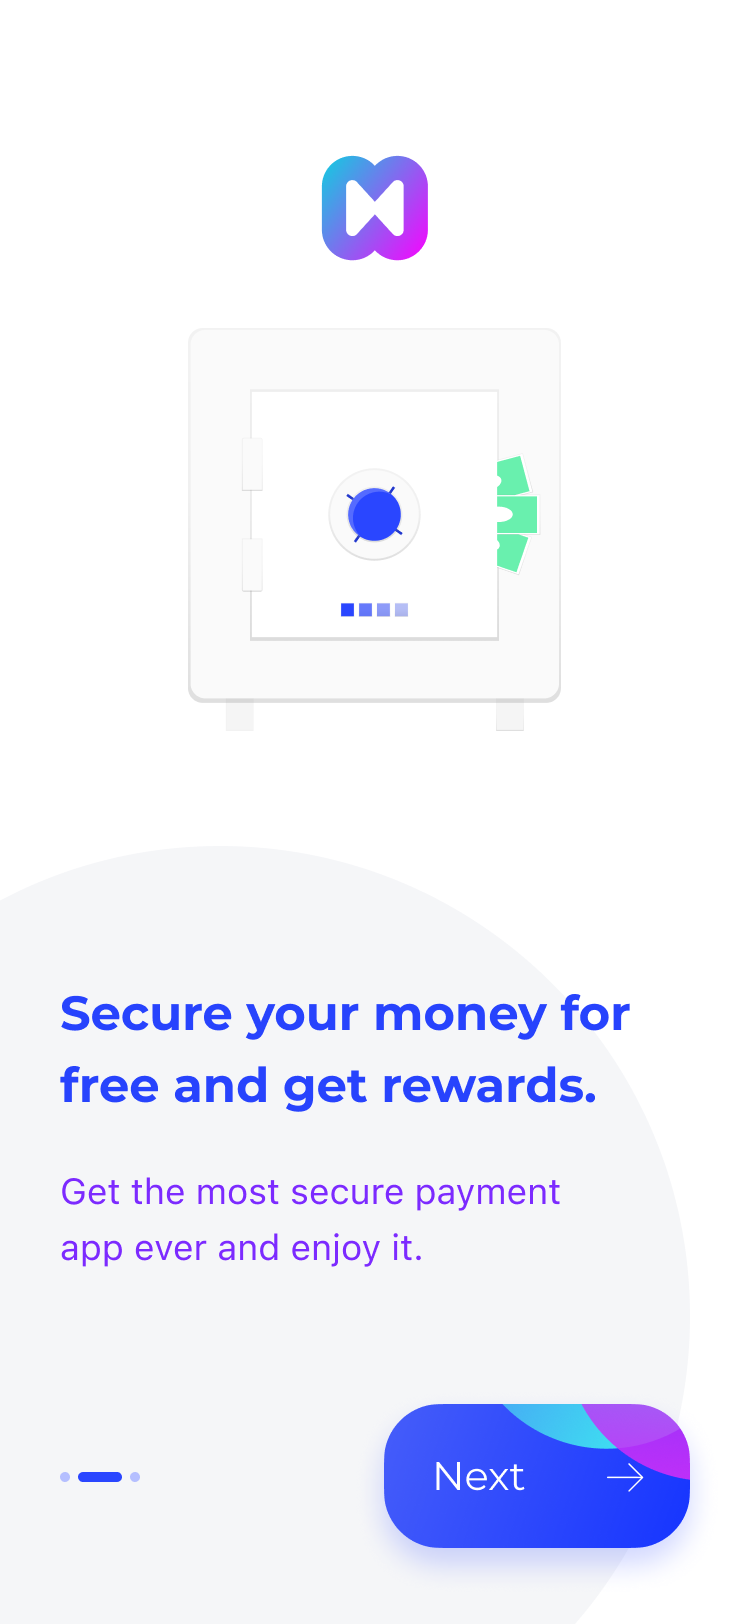 Secure your money for
free and get rewards.
Get the most secure payment
app ever and enjoy it.
Next